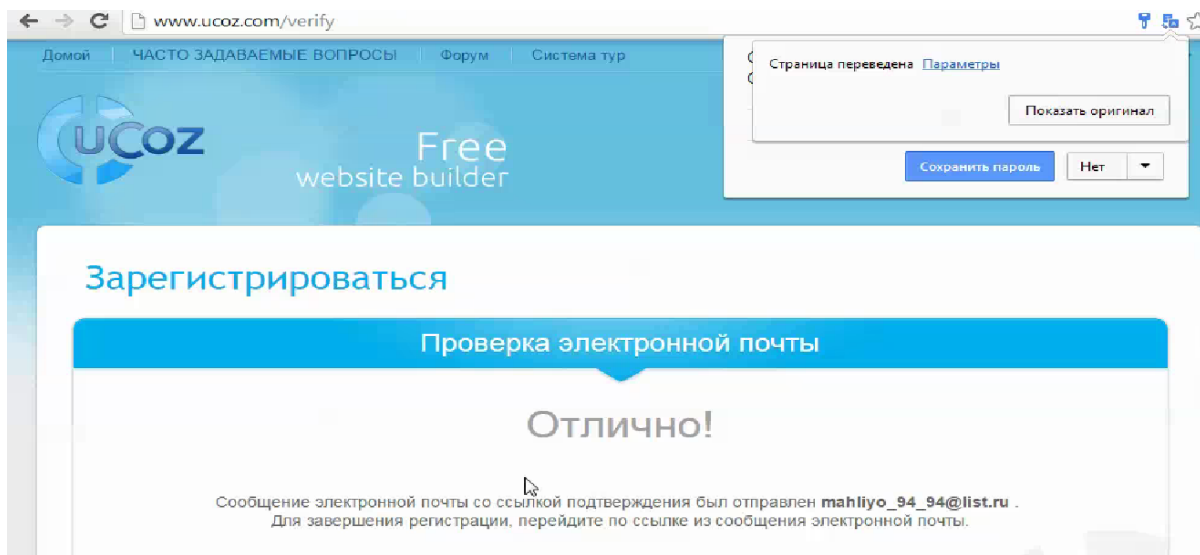 www.ucoz.com/verify
Домой ЧАСТО ЗАДАВАЕМЫЕ ВОПРОСЫ Форум Система тур
Страница переведена Параметры
Показать оригинал
Сохранить пароль Нет
uCoz
Free
website builder
Зарегистрироваться
Проверка электронной почты
Отлично!
Сообщение электронной почты со ссылкой подтверждения был отправлен mahliyo_94_94@list.ru .
Для завершения регистрации, перейдите по ссылке из сообщения электронной почты.